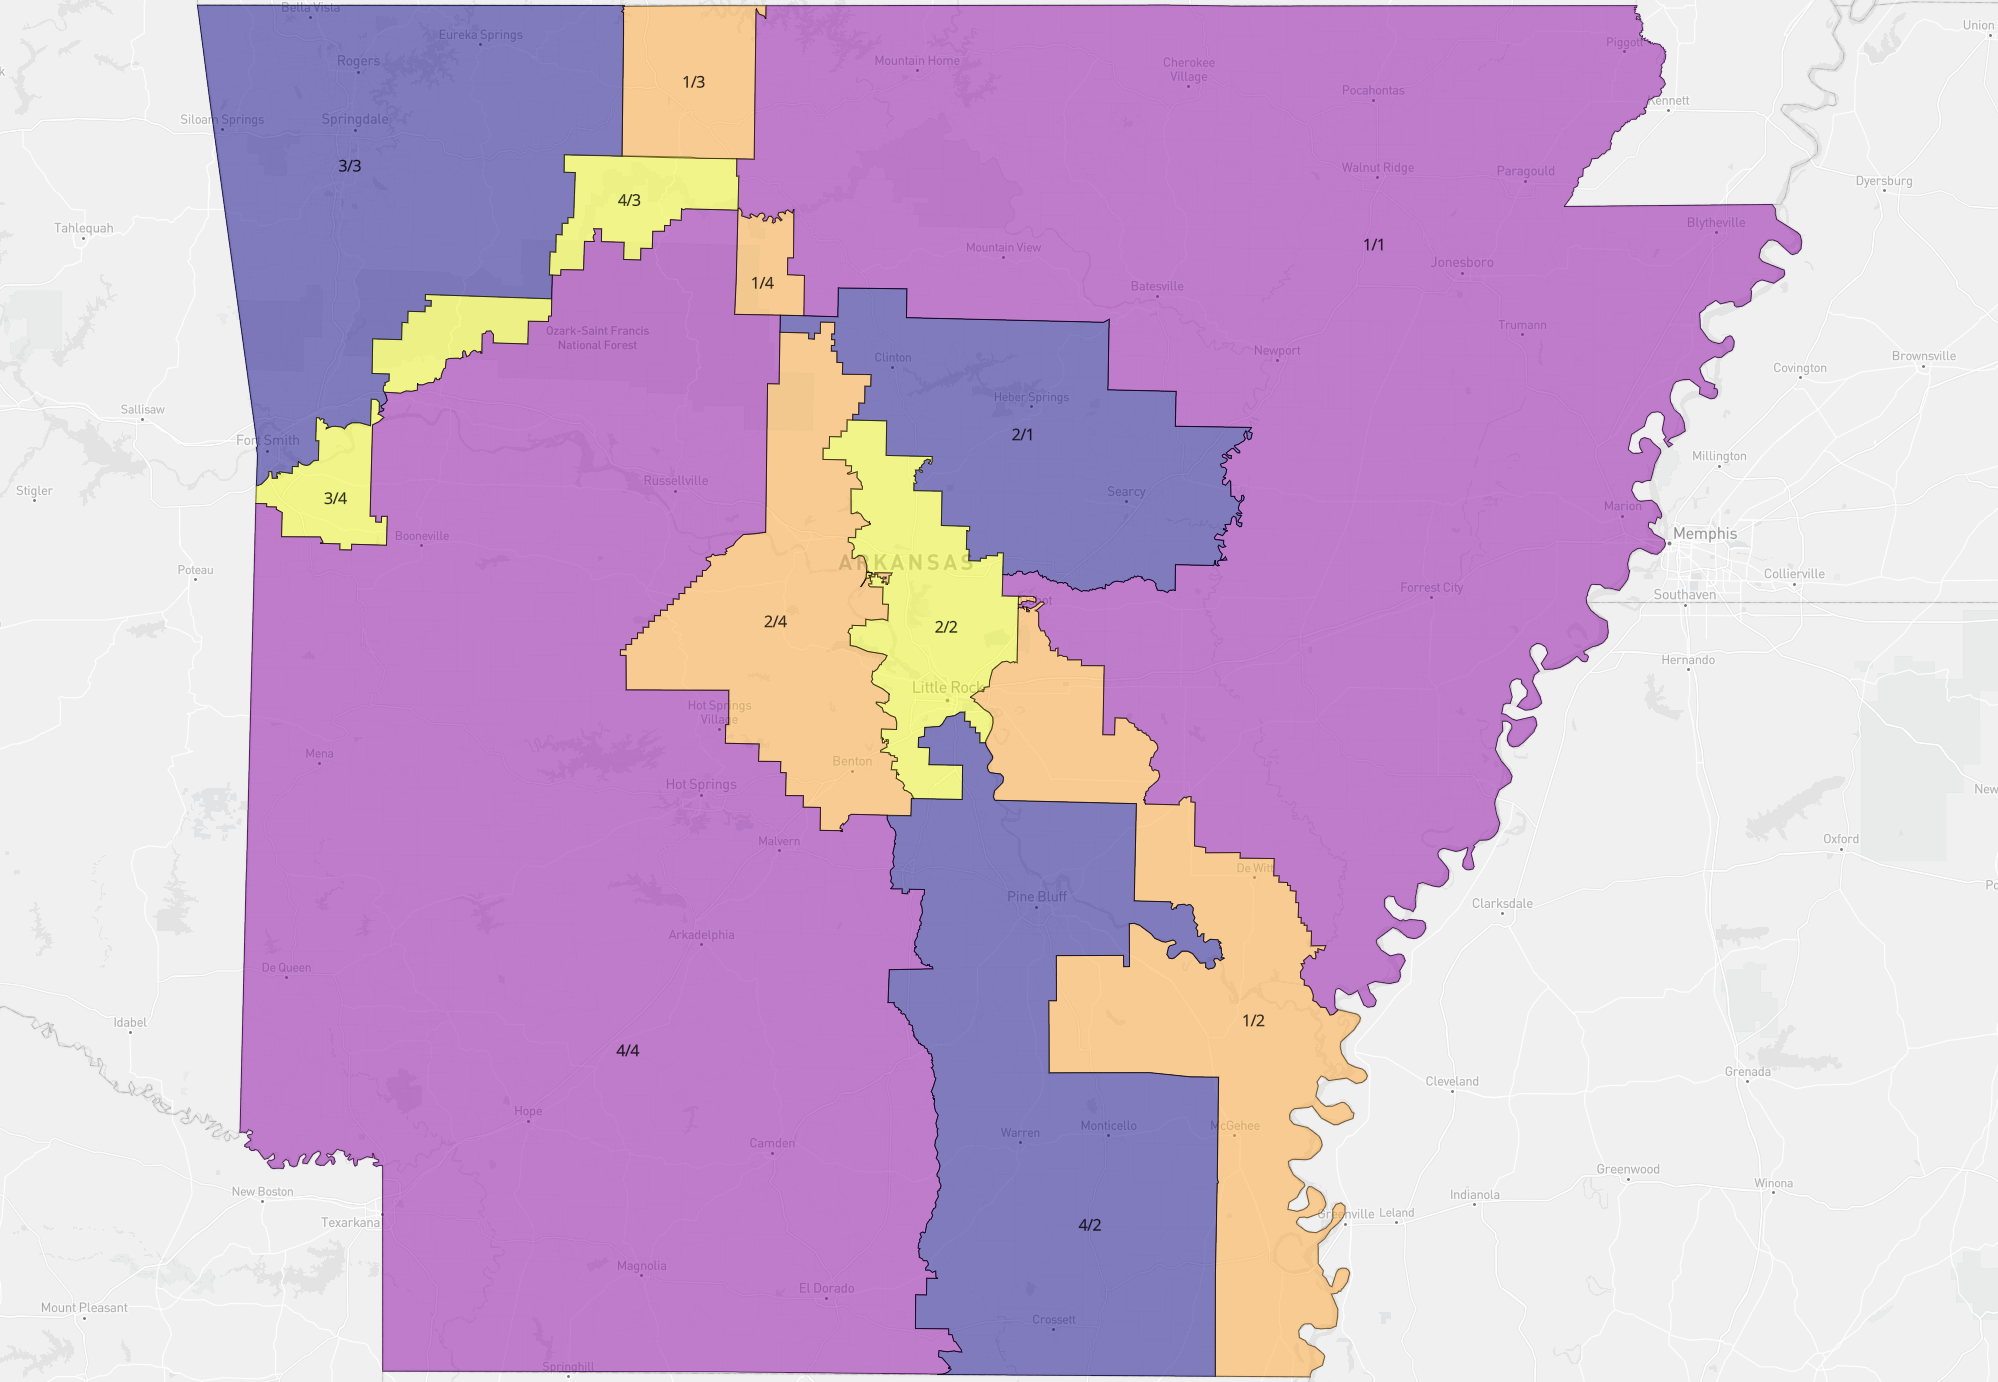 Bella Vista
Eureka Springs
Rogers
Siloam Springs
Springdale
3/3
1/3
4/3
Mountain Home
Cherokee
Village
Piggott
Pocahontas
Kennett
Union
Walnut Ridge
Paragould
Dyersburg
Blytheville
1/1
Tahlequah
Mountain View
Jonesboro
1/4
Batesville
Ozark-Saint Francis
National Forest
Trumann
Newport
Clinton
Heber Springs
Covington
Brownsville
Sallisaw
Fort Smith
2/1
Stigler
3/4
Russellville
Searcy
Millington
Marion
Booneville
Memphis
Poteau
ARKANSAS
Collierville
Forrest City
Southaven
2/4
2/2
Hernando
Little Rock
Hot Springs
Village
Mena
Benton
Hot Springs
New
Malvern
Oxford
De Witt
Pine Bluff
Clarksdale
Arkadelphia
De Queen
Idabel
1/2
4/4
Cleveland
Grenada
Hope
Camden
Warren
Monticello
McGehee
Greenwood
Winona
New Boston
Indianola
Texarkana
Greenville
Leland
4/2
Magnolia
El Dorado
Mount Pleasant
Crossett
Springhill